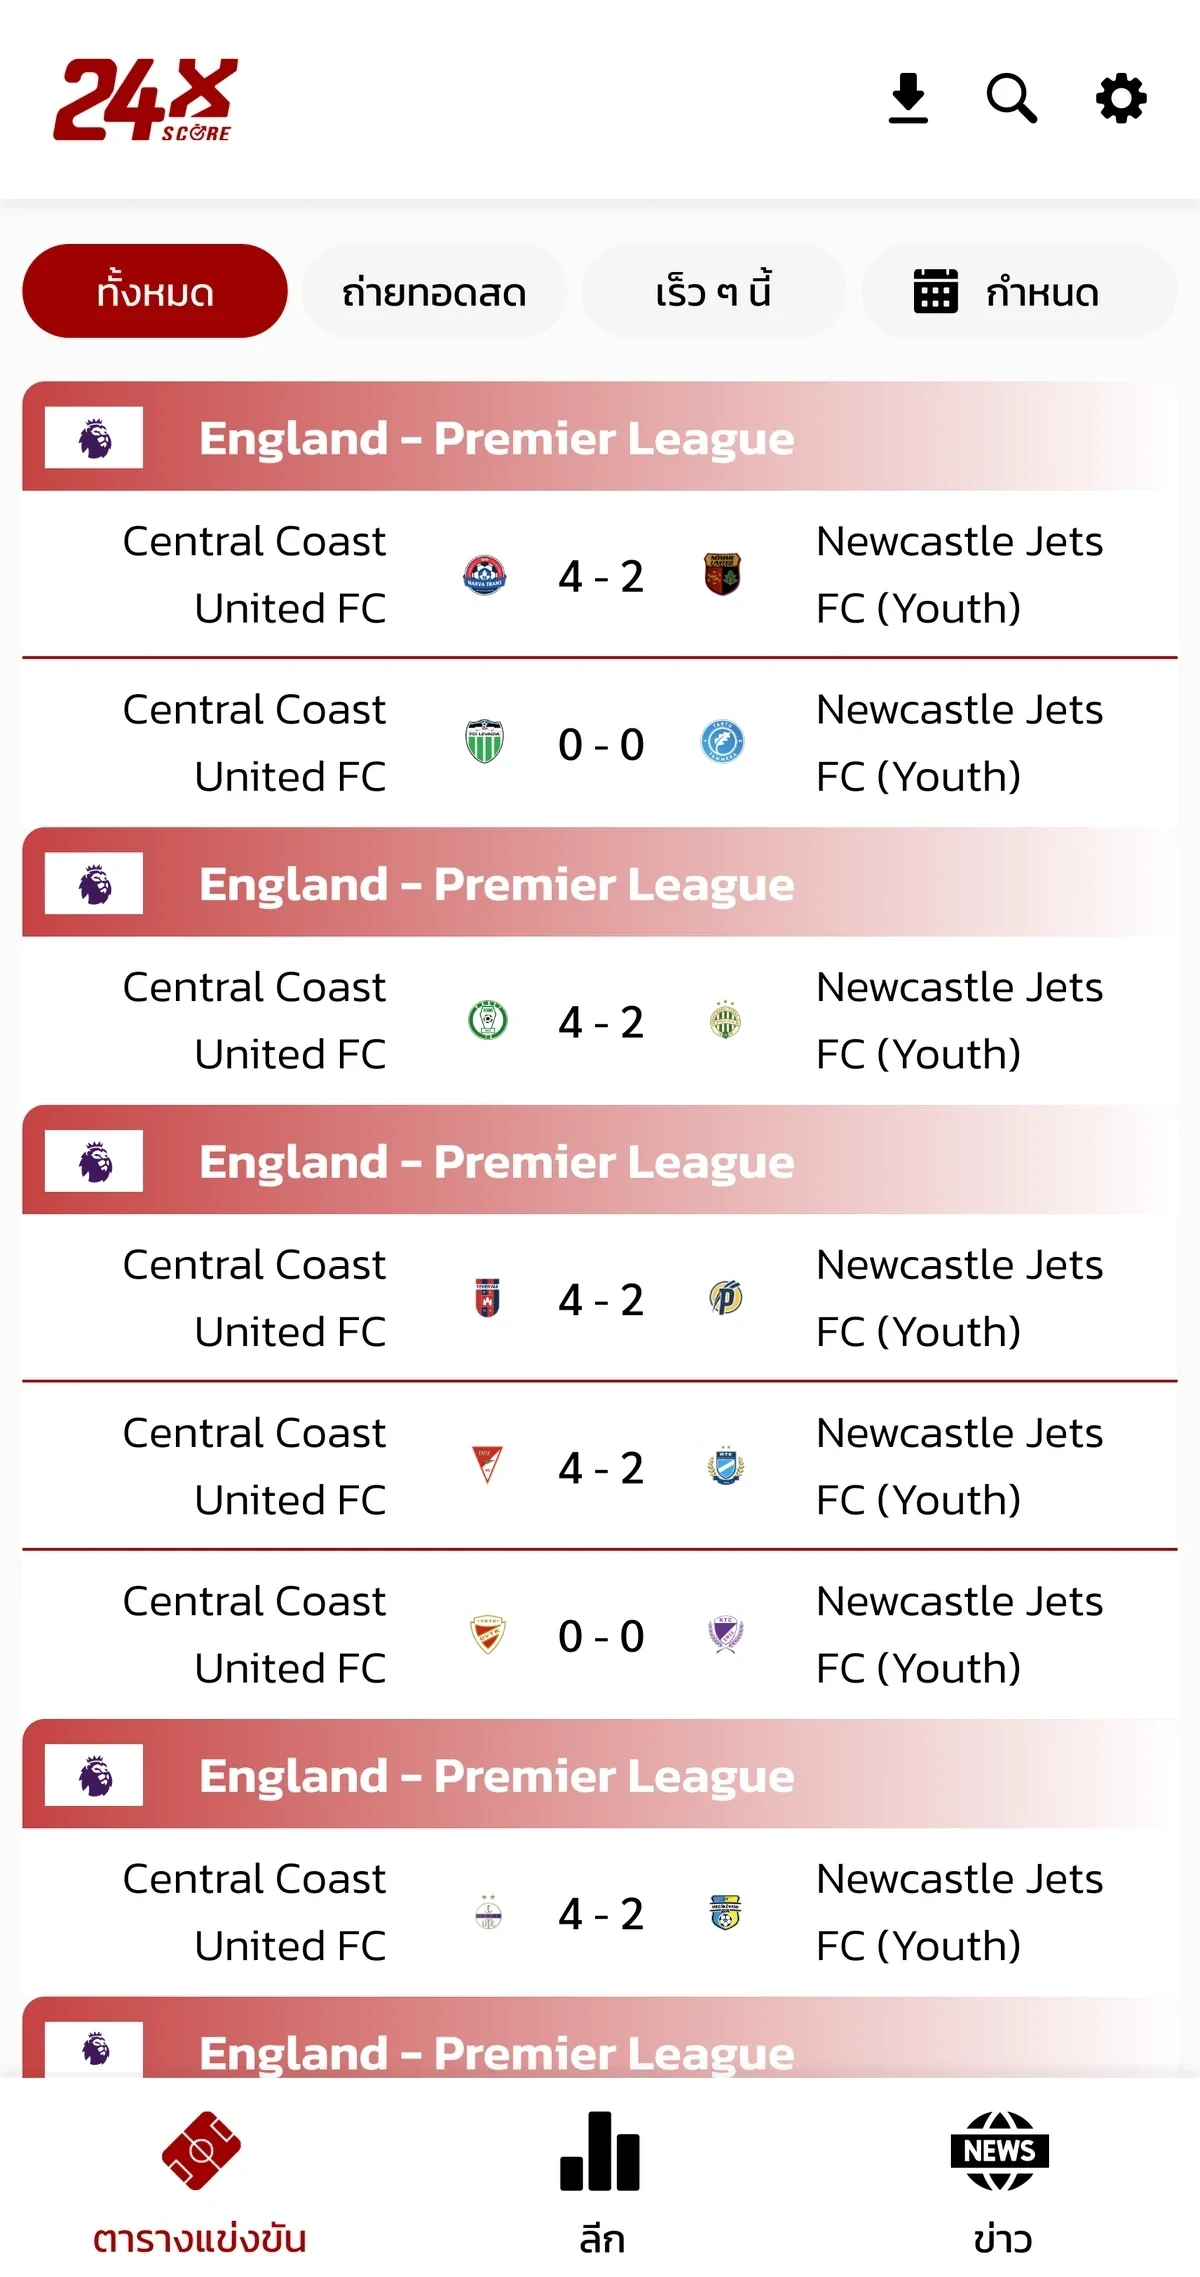 24X
SCORE
ทั้งหมด
ถ่ายทอดสด
เร็ว ๆ นี้
กำหนด
England - Premier League
Central Coast
United FC
4 - 2
Newcastle Jets
FC (Youth)
Central Coast
United FC
0 - 0
Newcastle Jets
FC (Youth)
England - Premier League
Central Coast
United FC
4 - 2
Newcastle Jets
FC (Youth)
England - Premier League
Central Coast
United FC
4 - 2
Newcastle Jets
FC (Youth)
Central Coast
United FC
4 - 2
Newcastle Jets
FC (Youth)
Central Coast
United FC
0 - 0
Newcastle Jets
FC (Youth)
England - Premier League
Central Coast
United FC
4 - 2
Newcastle Jets
FC (Youth)
England - Premier League
NEWS
ตารางแข่งขัน
ลีก
ข่าว